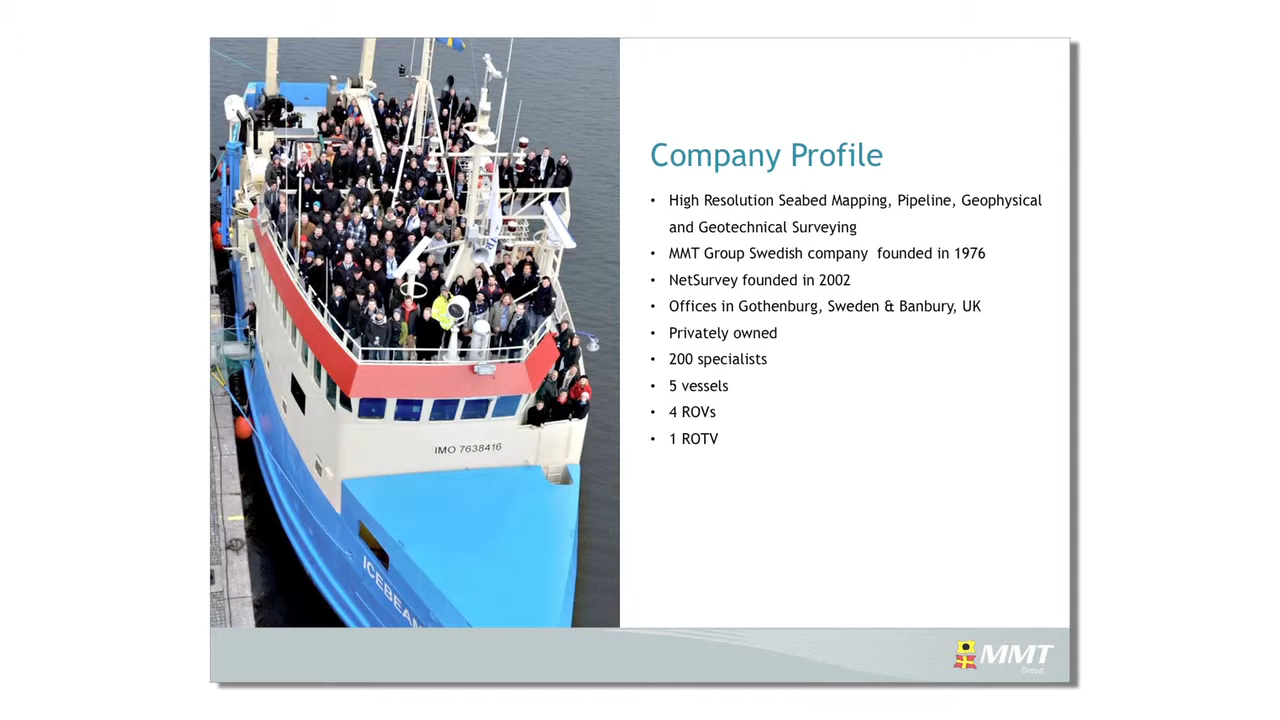 Company Profile
• High Resolution Seabed Mapping, Pipeline, Geophysical
and Geotechnical Surveying
• MMT Group Swedish company  founded in 1976
• NetSurvey founded in 2002
• Offices in Gothenburg, Sweden & Banbury, UK
• Privately owned
• 200 specialists
• 5 vessels
• 4 ROVs
• 1 ROTV
IMO 7638416
ICEBEAM
MMT
Group